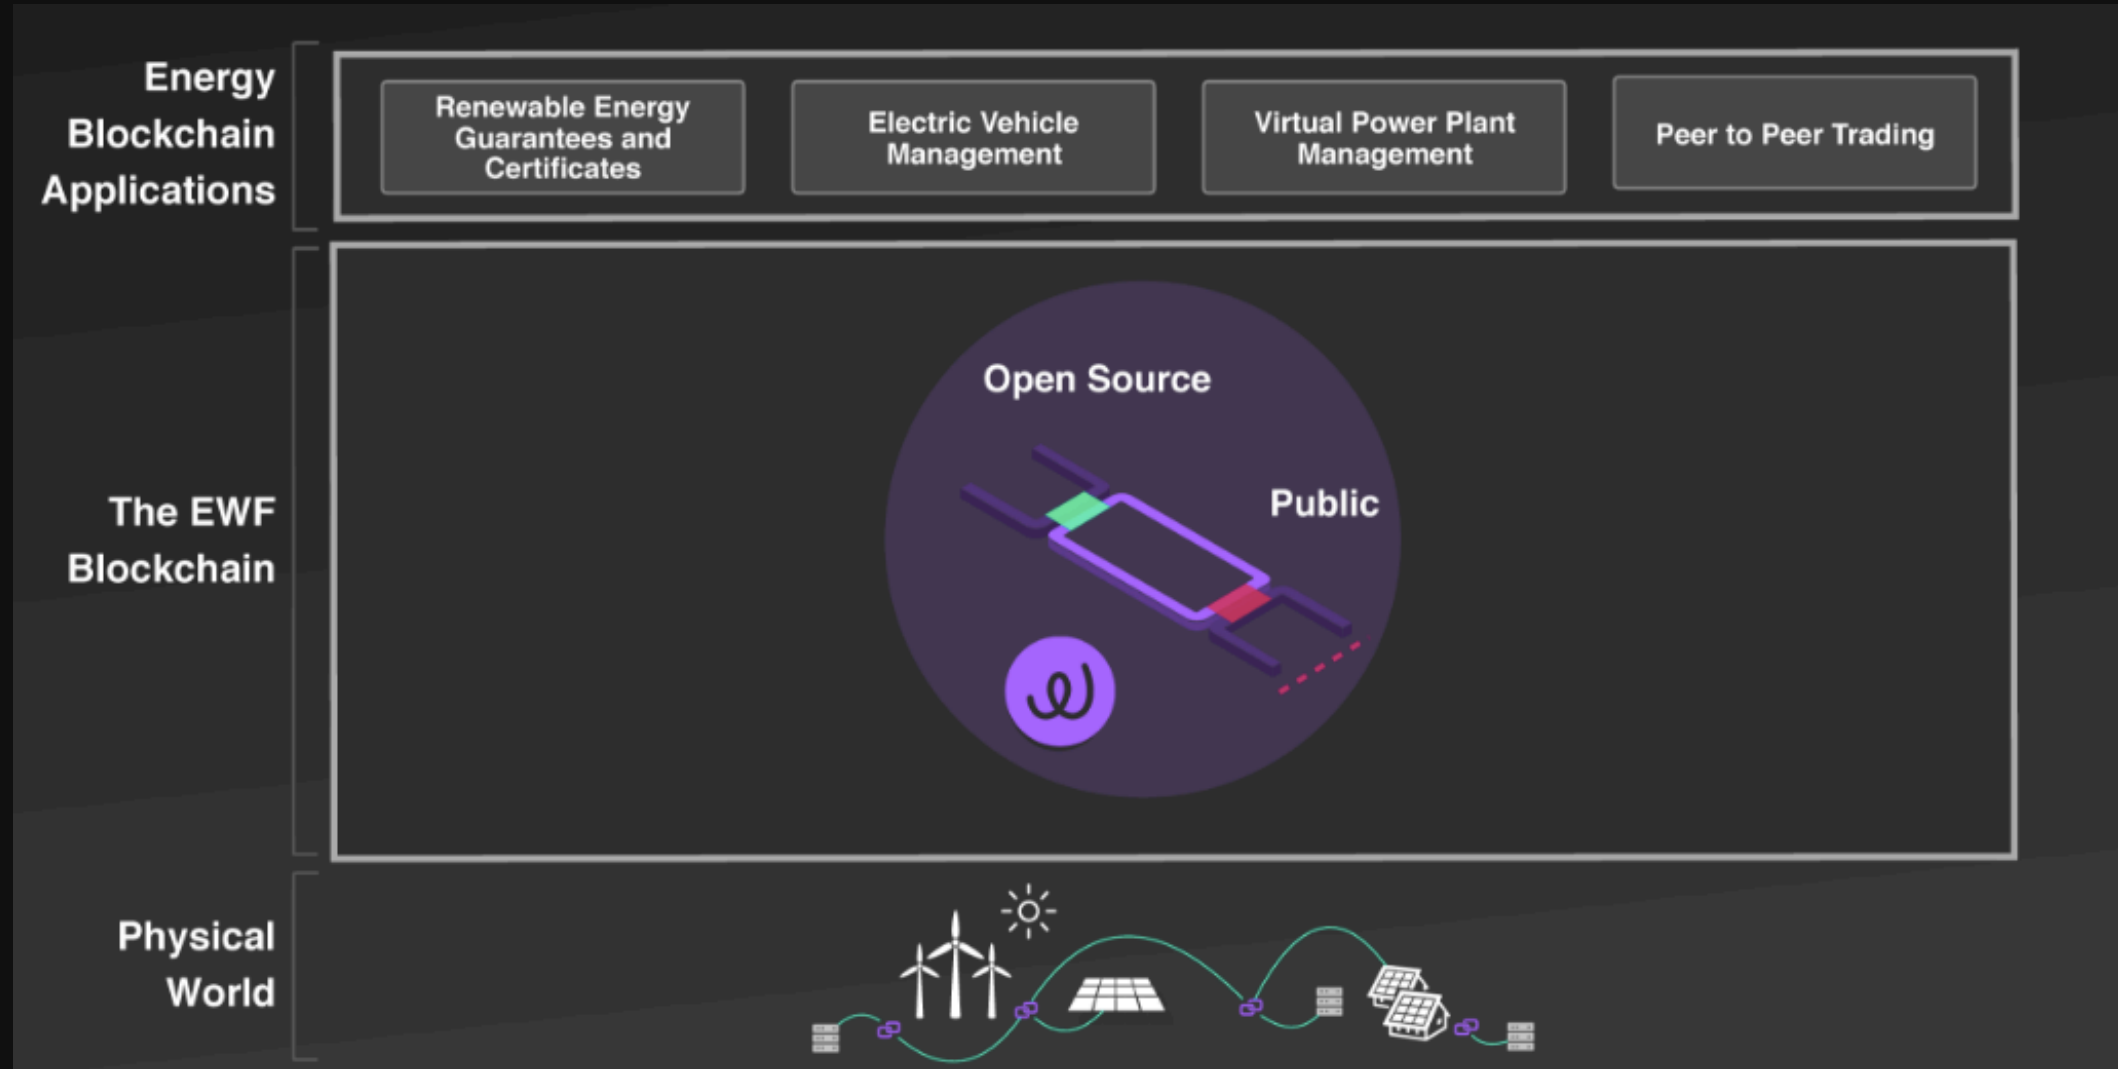 Energy
Blockchain
Applications
Renewable Energy
Guarantees and
Certificates
Electric Vehicle
Management
Virtual Power Plant
Management
Peer to Peer Trading
The EWF
Blockchain
Open Source
Public
Physical
World